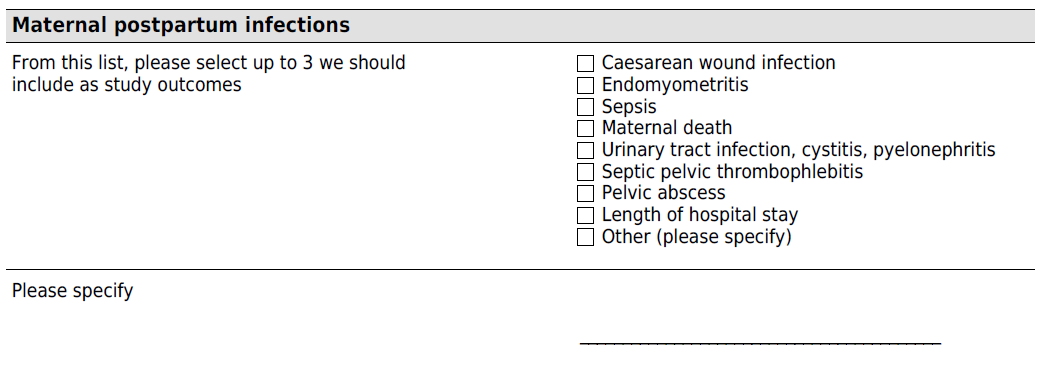 Maternal postpartum infections
From this list, please select up to 3 we should
include as study outcomes
Caesarean wound infection
Endomyometritis
Sepsis
Maternal death
Urinary tract infection, cystitis, pyelonephritis
Septic pelvic thrombophlebitis
Pelvic abscess
Length of hospital stay
Other (please specify)
Please specify